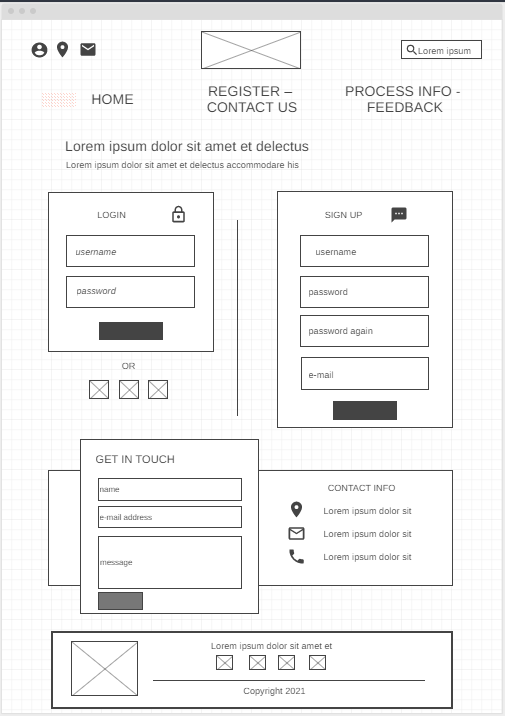 Lorem ipsum
HOME
REGISTER –
CONTACT US
PROCESS INFO -
FEEDBACK
Lorem ipsum dolor sit amet et delectus
Lorem ipsum dolor sit amet et delectus accommodare his
LOGIN
username
password
OR
SIGN UP
username
password
password again
e-mail
GET IN TOUCH
name
e-mail address
message
CONTACT INFO
Lorem ipsum dolor sit
Lorem ipsum dolor sit
Lorem ipsum dolor sit
Lorem ipsum dolor sit amet et
Copyright 2021